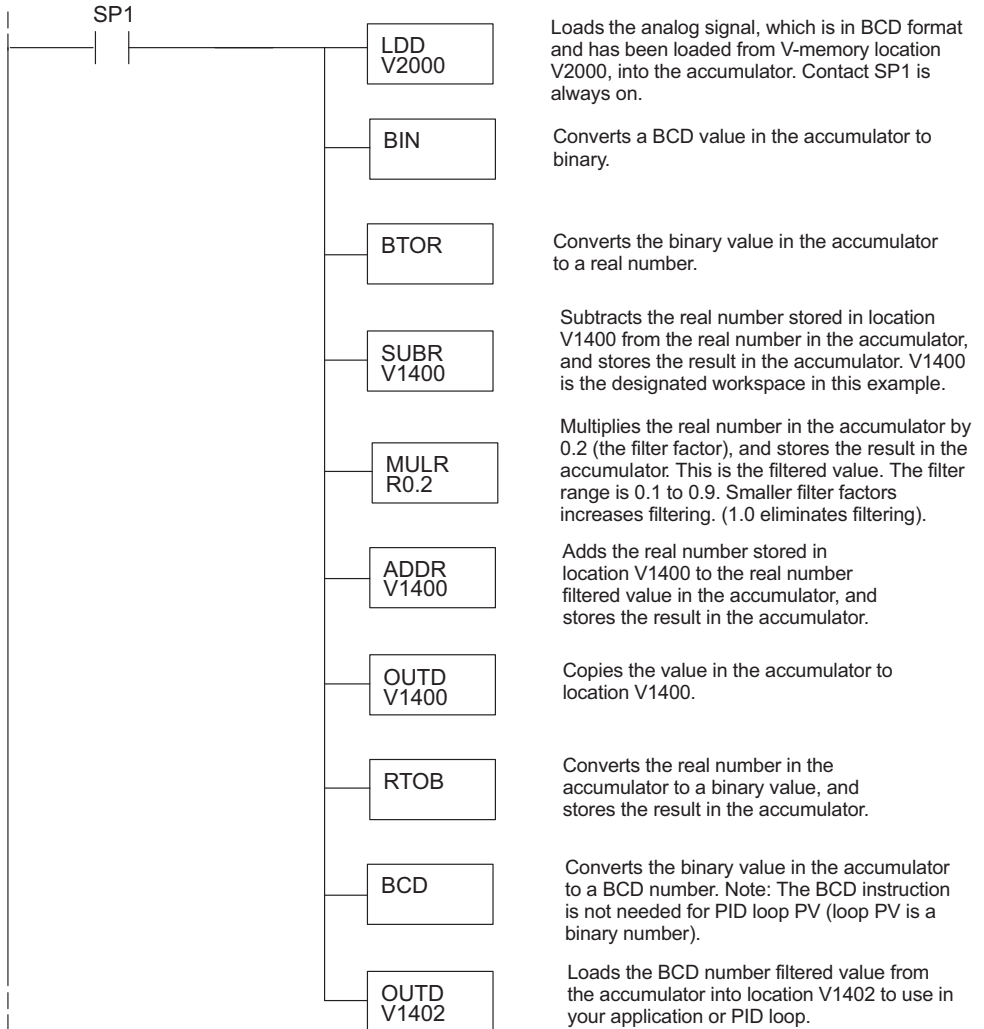 SP1
LDD
V2000
Loads the analog signal, which is in BCD format
and has been loaded from V-memory location
V2000, into the accumulator. Contact SP1 is
always on.
BIN
Converts a BCD value in the accumulator to
binary.
BTOR
Converts the binary value in the accumulator
to a real number.
SUBR
V1400
Subtracts the real number stored in location
V1400 from the real number in the accumulator,
and stores the result in the accumulator. V1400
is the designated workspace in this example.
MULR
R0.2
Multiplies the real number in the accumulator by
0.2 (the filter factor), and stores the result in the
accumulator. This is the filtered value. The filter
range is 0.1 to 0.9. Smaller filter factors
increases filtering. (1.0 eliminates filtering).
ADDR
V1400
Adds the real number stored in
location V1400 to the real number
filtered value in the accumulator, and
stores the result in the accumulator.
OUTD
V1400
Copies the value in the accumulator to
location V1400.
RTOB
Converts the real number in the
accumulator to a binary value, and
stores the result in the accumulator.
BCD
Converts the binary value in the accumulator
to a BCD number. Note: The BCD instruction
is not needed for PID loop PV (loop PV is a
binary number).
OUTD
V1402
Loads the BCD number filtered value from
the accumulator into location V1402 to use in
your application or PID loop.